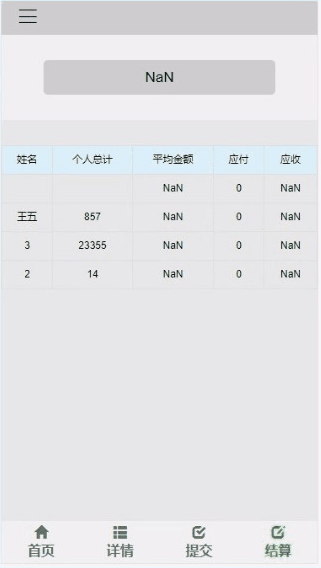 NaN
姓名 个人总计 平均金额 应付 应收
NaN 0 NaN
王五 857 NaN 0 NaN
3 23355 NaN 0 NaN
2 14 NaN 0 NaN
首页 详情 提交 结算